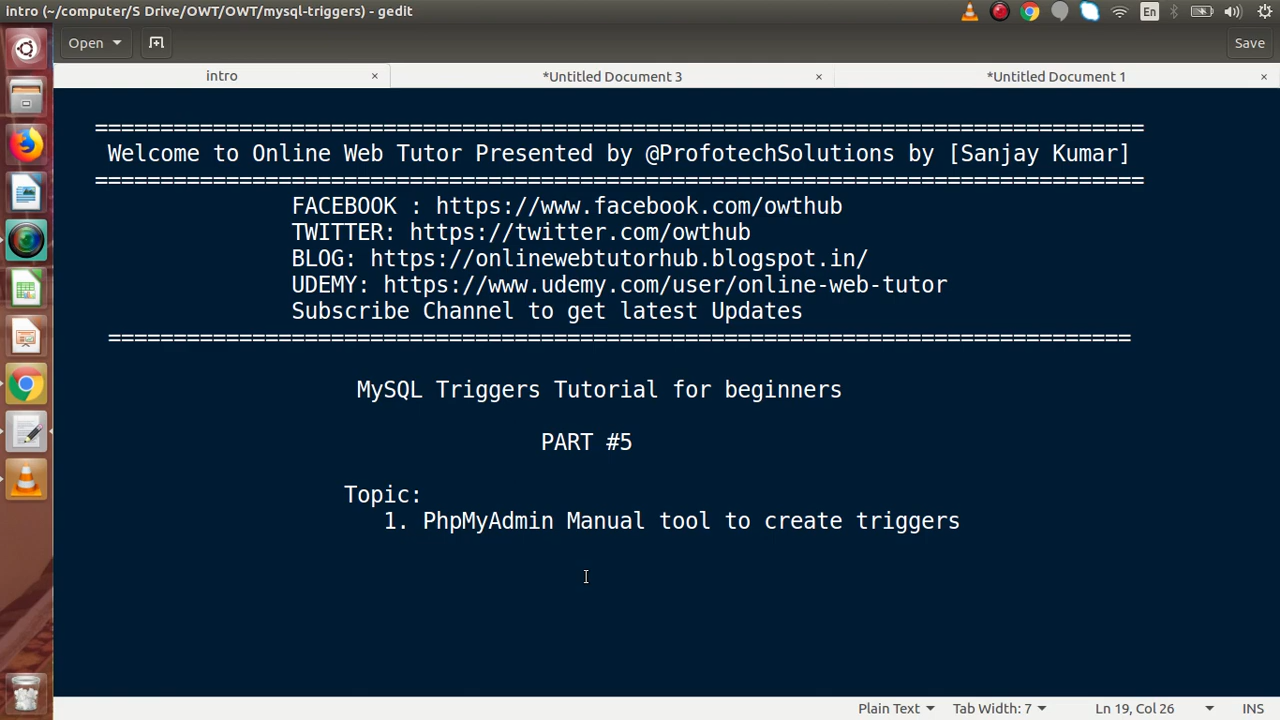 intro (~/computer/S Drive/OWT/OWT/mysql-triggers) - gedit
En
Open
Save
intro × *Untitled Document 3 × *Untitled Document 1 ×
================================================================================
Welcome to Online Web Tutor Presented by @ProfotechSolutions by [Sanjay Kumar]
================================================================================
FACEBOOK : https://www.facebook.com/owthub
TWITTER: https://twitter.com/owthub
BLOG: https://onlinewebtutorhub.blogspot.in/
UDEMY: https://www.udemy.com/user/online-web-tutor
Subscribe Channel to get latest Updates
==============================================================================
MySQL Triggers Tutorial for beginners
PART #5
Topic:
1. PhpMyAdmin Manual tool to create triggers
Plain Text Tab Width: 7 Ln 19, Col 26 INS